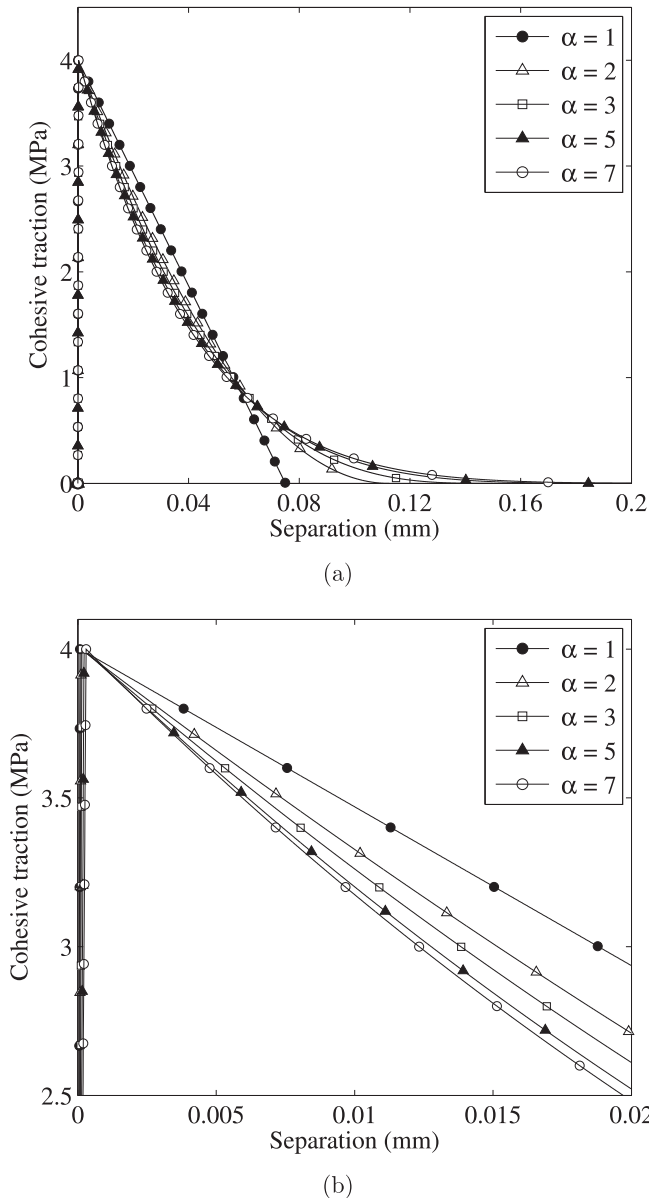 α = 1
α = 2
α = 3
α = 5
α = 7
4
3
2
1
0
Cohesive traction (MPa)
0 0.04 0.08 0.12 0.16 0.2
Separation (mm)
(a)
α = 1
α = 2
α = 3
α = 5
α = 7
4
3.5
3
2.5
Cohesive traction (MPa)
0 0.005 0.01 0.015 0.02
Separation (mm)
(b)